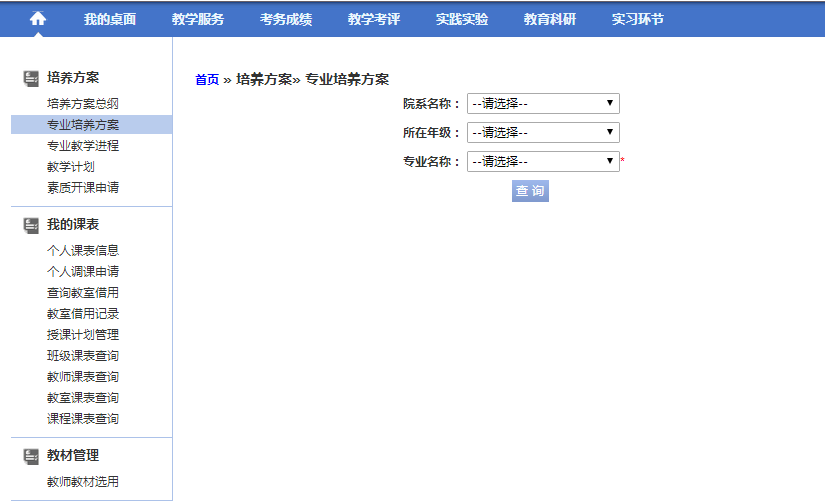 我的桌面 教学服务 考务成绩 教学考评 实践实验 教育科研 实习环节
培养方案
培养方案总纲
专业培养方案
专业教学进程
教学计划
素质开课申请
我的课表
个人课表信息
个人调课申请
查询教室借用
教室借用记录
授课计划管理
班级课表查询
教师课表查询
教室课表查询
课程课表查询
教材管理
教师教材选用
首页 » 培养方案» 专业培养方案
院系名称： --请选择--
所在年级： --请选择--
专业名称： --请选择-- *
查 询